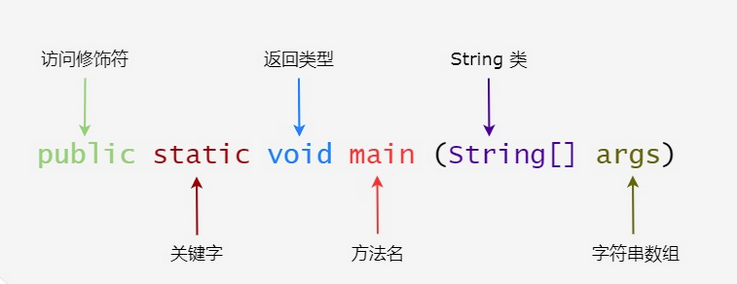 访问修饰符 返回类型 String 类
public static void main (String[] args)
关键字 方法名 字符串数组